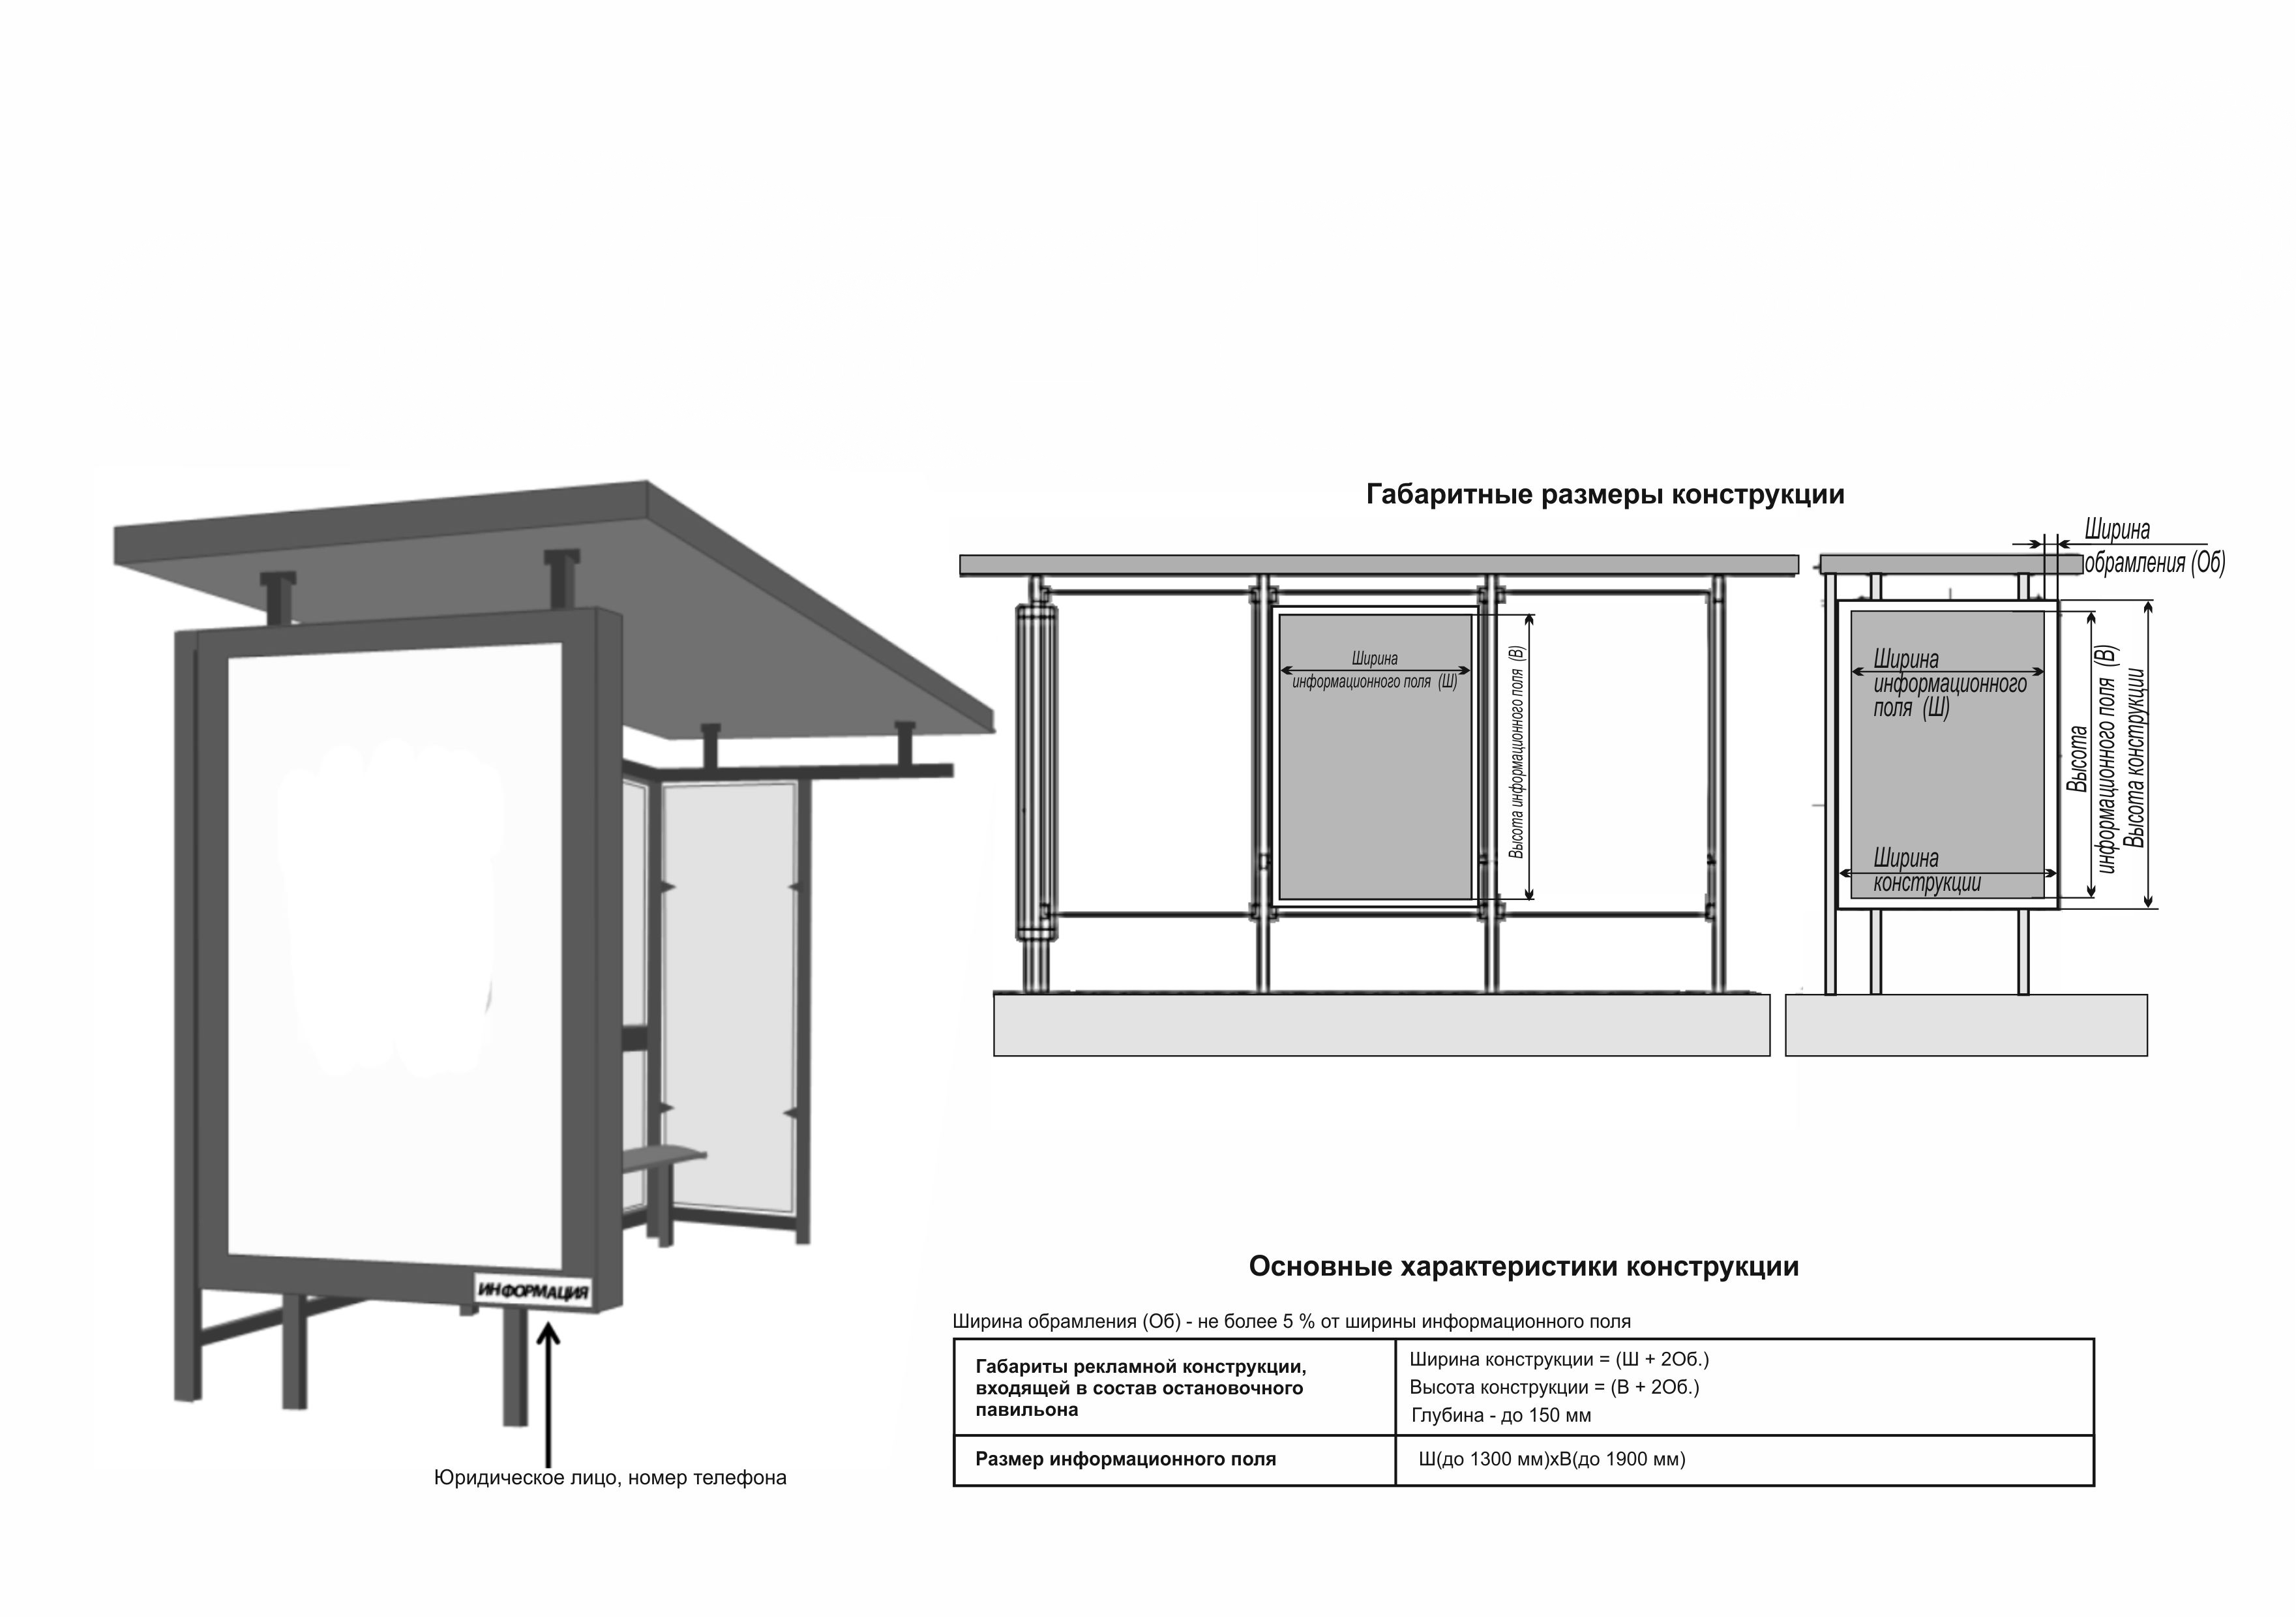 Габаритные размеры конструкции
Ширина
обрамления (Об)
Ширина
информационного поля (Ш)
Высота информационного поля (В)
Ширина
информационного
поля (Ш)
Высота
информационного поля (В)
Высота конструкции
Ширина
конструкции
ИНФОРМАЦИЯ
Юридическое лицо, номер телефона
Основные характеристики конструкции
Ширина обрамления (Об) - не более 5 % от ширины информационного поля
Габариты рекламной конструкции,
входящей в состав остановочного
павильона
Ширина конструкции = (Ш + 2Об.)
Высота конструкции = (В + 2Об.)
Глубина - до 150 мм
Размер информационного поля
Ш(до 1300 мм)хВ(до 1900 мм)